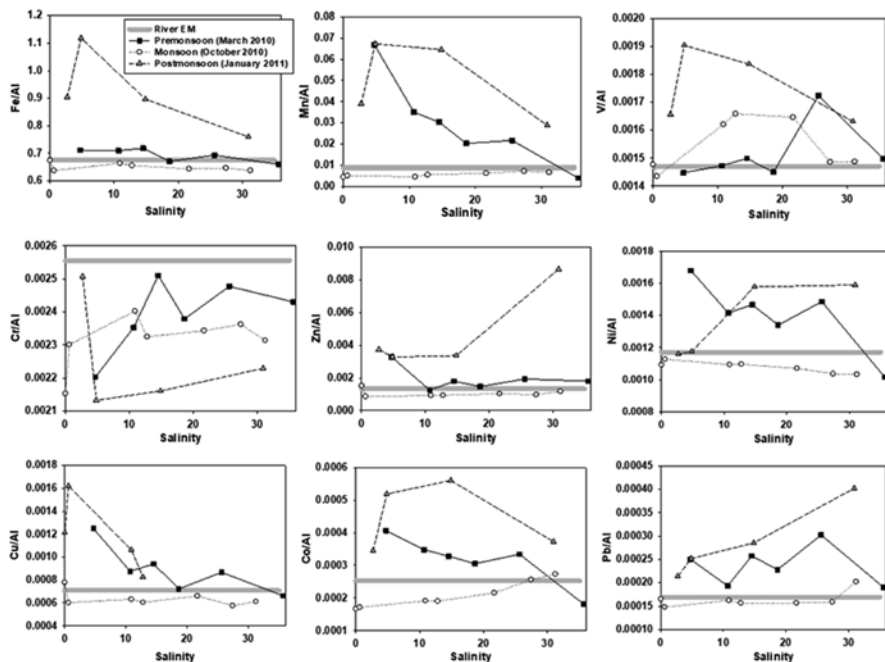 River EM
Premonsoon (March 2010)
Monsoon (October 2010)
Postmonsoon (January 2011)
Fe/Al
1.2
1.1
1.0
0.9
0.8
0.7
0.6
0 10 20 30
Salinity
Mn/Al
0.10
0.09
0.08
0.07
0.06
0.05
0.04
0.03
0.02
0.01
0.00
0 10 20 30
Salinity
V/Al
0.0020
0.0019
0.0018
0.0017
0.0016
0.0015
0.0014
0 10 20 30
Salinity
Cr/Al
0.0026
0.0025
0.0024
0.0023
0.0022
0.0021
0 10 20 30
Salinity
Zn/Al
0.010
0.008
0.006
0.004
0.002
0.000
0 10 20 30
Salinity
Ni/Al
0.0018
0.0016
0.0014
0.0012
0.0010
0.0008
0 10 20 30
Salinity
Cu/Al
0.0018
0.0016
0.0014
0.0012
0.0010
0.0008
0.0006
0.0004
0 10 20 30
Salinity
Co/Al
0.0006
0.0005
0.0004
0.0003
0.0002
0.0001
0 10 20 30
Salinity
Pb/Al
0.00045
0.00040
0.00035
0.00030
0.00025
0.00020
0.00015
0.00010
0 10 20 30
Salinity